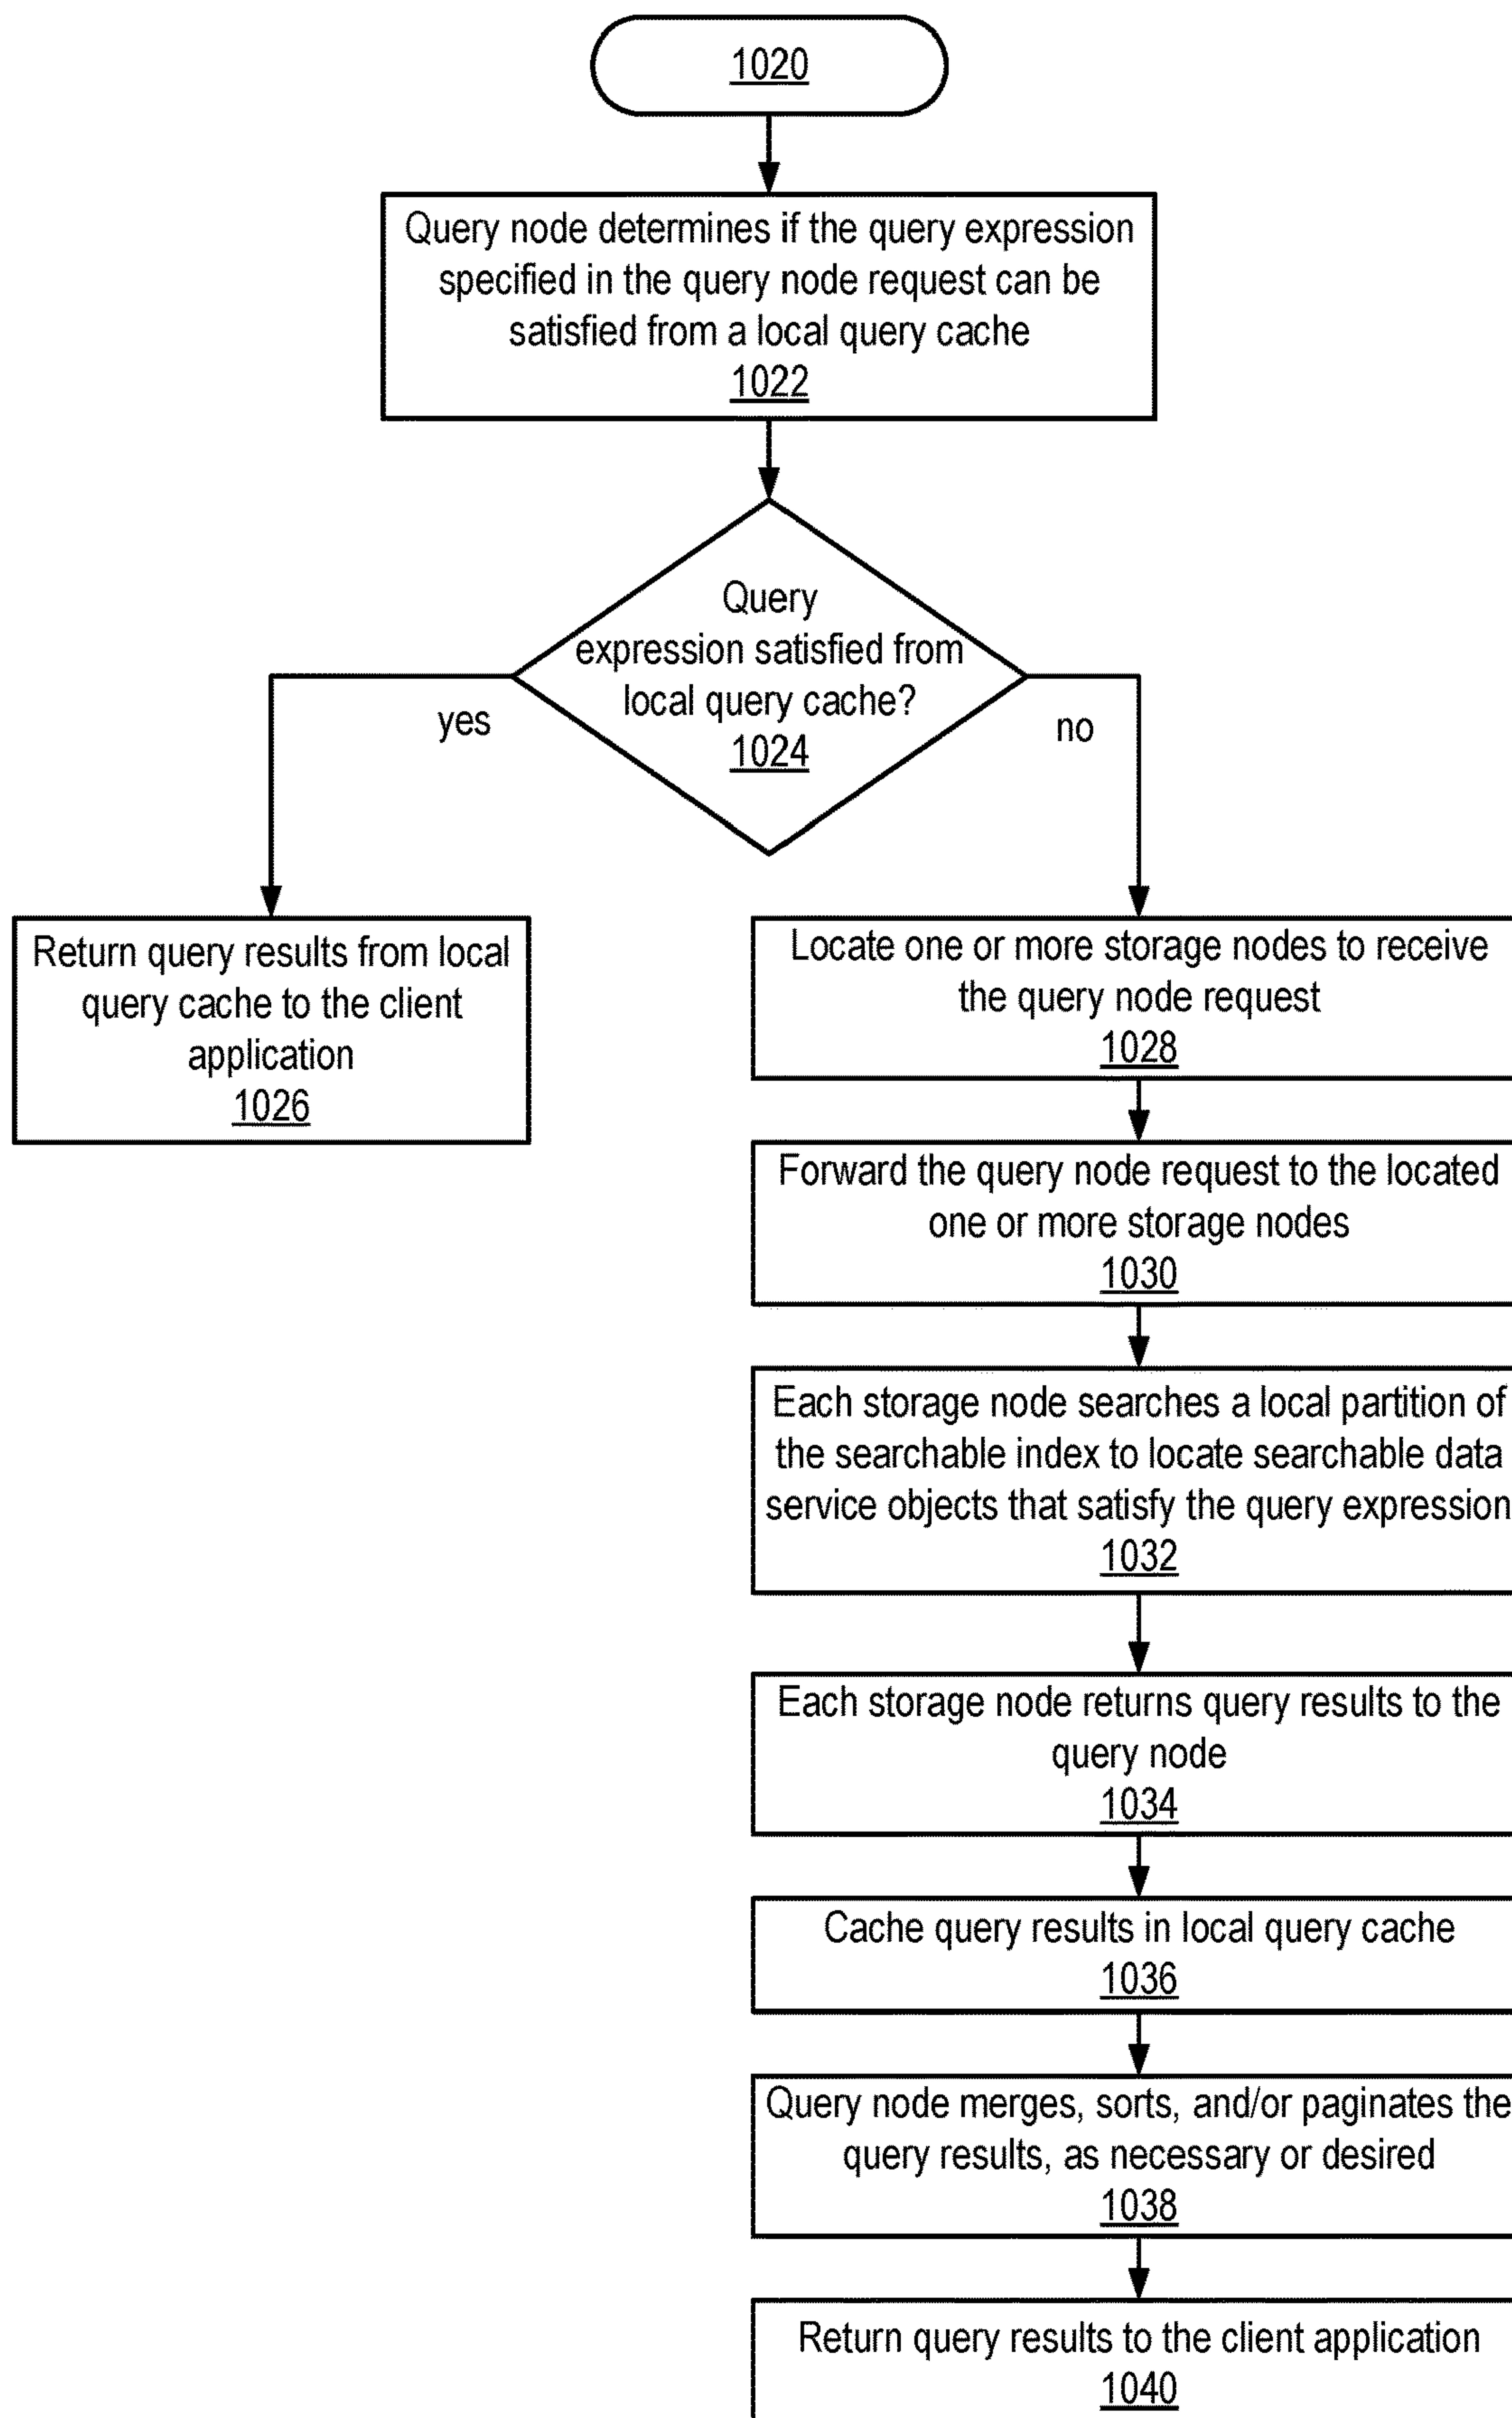 1020
Query node determines if the query expression
specified in the query node request can be
satisfied from a local query cache
1022
Query
expression satisfied from
local query cache?
1024
yes
no
Return query results from local
query cache to the client
application
1026
Locate one or more storage nodes to receive
the query node request
1028
Forward the query node request to the located
one or more storage nodes
1030
Each storage node searches a local partition of
the searchable index to locate searchable data
service objects that satisfy the query expression
1032
Each storage node returns query results to the
query node
1034
Cache query results in local query cache
1036
Query node merges, sorts, and/or paginates the
query results, as necessary or desired
1038
Return query results to the client application
1040